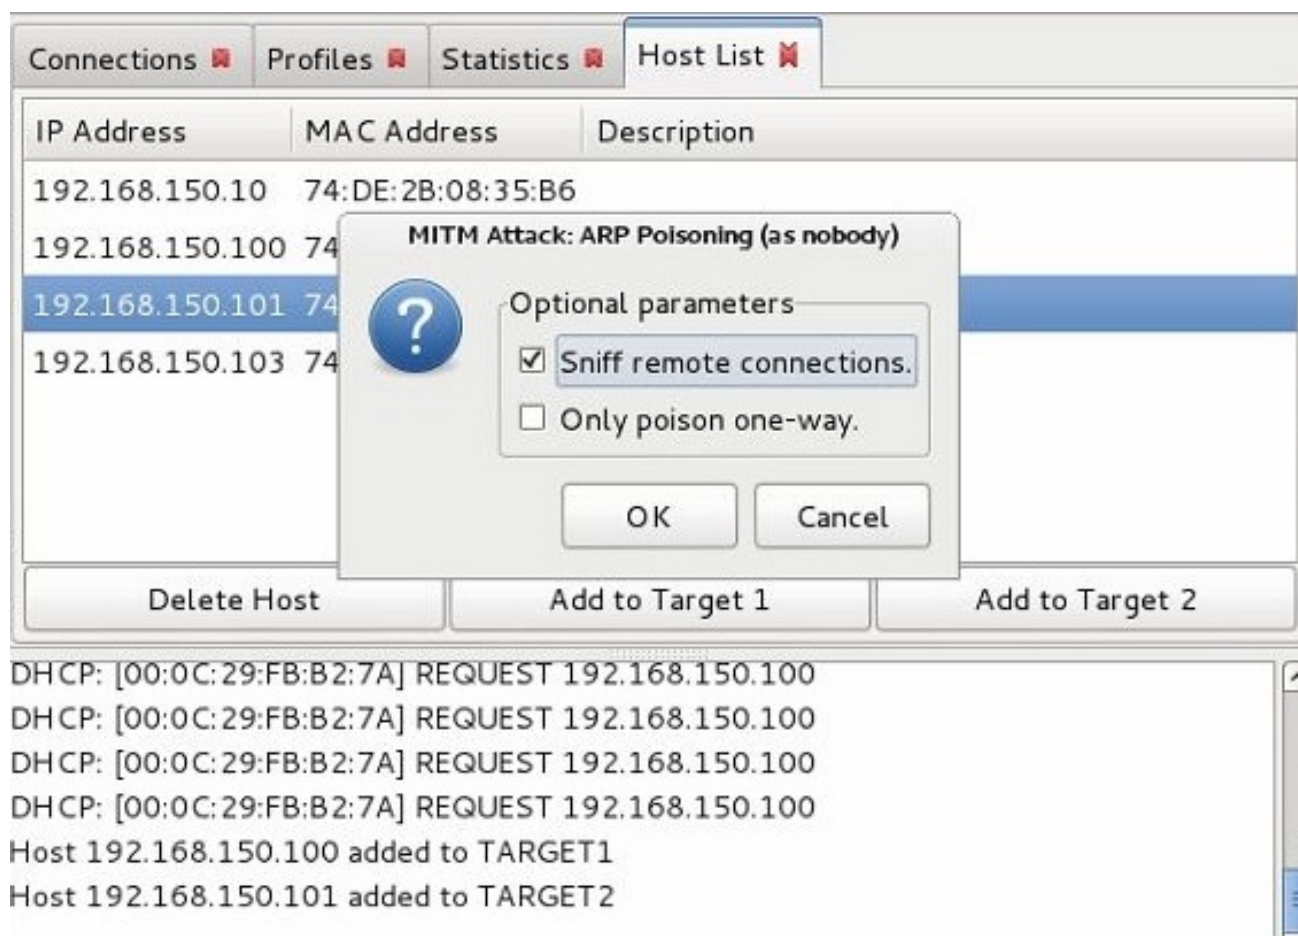 Connections Profiles Statistics Host List
IP Address MAC Address Description
192.168.150.10 74:DE:2B:08:35:B6
192.168.150.100 74
192.168.150.101 74
192.168.150.103 74
MITM Attack: ARP Poisoning (as nobody)
?
Optional parameters
Sniff remote connections.
Only poison one-way.
OK Cancel
Delete Host Add to Target 1 Add to Target 2
DHCP: [00:0C:29:FB:B2:7A] REQUEST 192.168.150.100
DHCP: [00:0C:29:FB:B2:7A] REQUEST 192.168.150.100
DHCP: [00:0C:29:FB:B2:7A] REQUEST 192.168.150.100
DHCP: [00:0C:29:FB:B2:7A] REQUEST 192.168.150.100
Host 192.168.150.100 added to TARGET1
Host 192.168.150.101 added to TARGET2